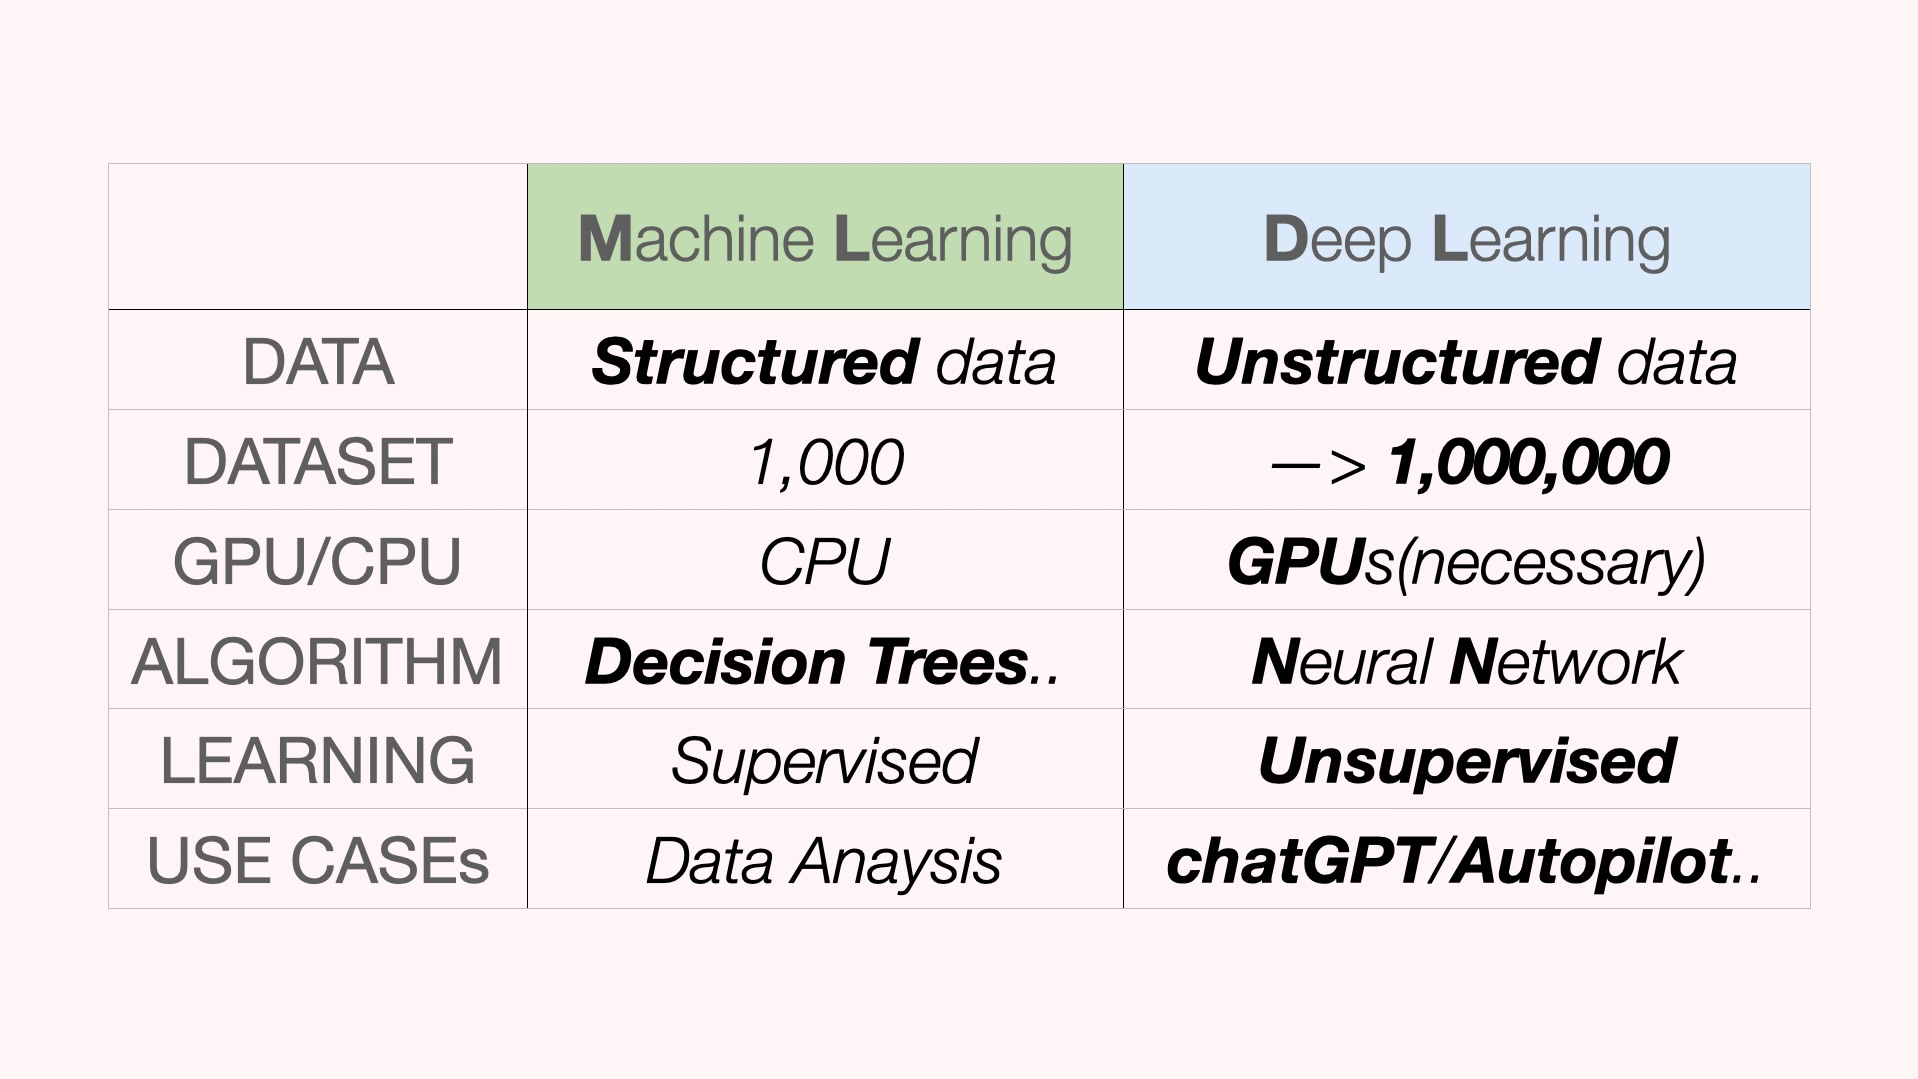 Machine Learning Deep Learning
DATA Structured data Unstructured data
DATASET 1,000 —> 1,000,000
GPU/CPU CPU GPUs(necessary)
ALGORITHM Decision Trees.. Neural Network
LEARNING Supervised Unsupervised
USE CASEs Data Anaysis chatGPT/Autopilot..